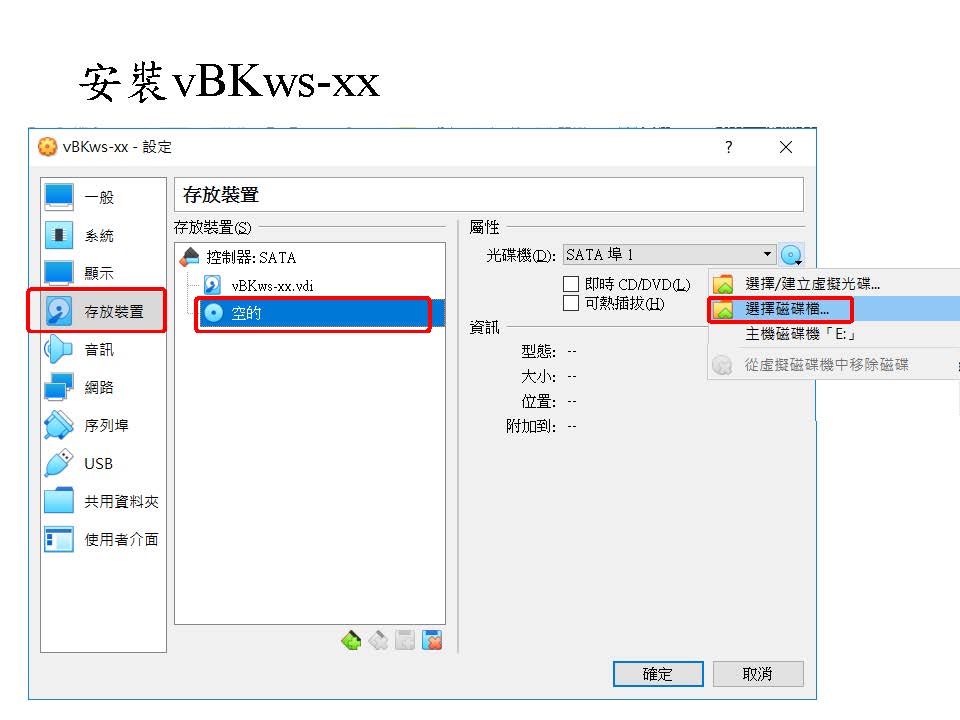 安裝vBKws-xx
vBKws-xx - 設定
?
一般
系統
顯示
存放裝置
音訊
網路
序列埠
USB
共用資料夾
使用者介面
存放裝置
存放裝置(S)
控制器: SATA
vBKws-xx.vdi
空的
屬性
光碟機(D): SATA 埠 1
即時 CD/DVD(L)
可熱插拔(H)
資訊
型態: --
大小: --
位置: --
附加到: --
選擇/建立虛擬光碟...
選擇磁碟檔...
主機磁碟機「E:」
從虛擬磁碟機中移除磁碟
確定
取消